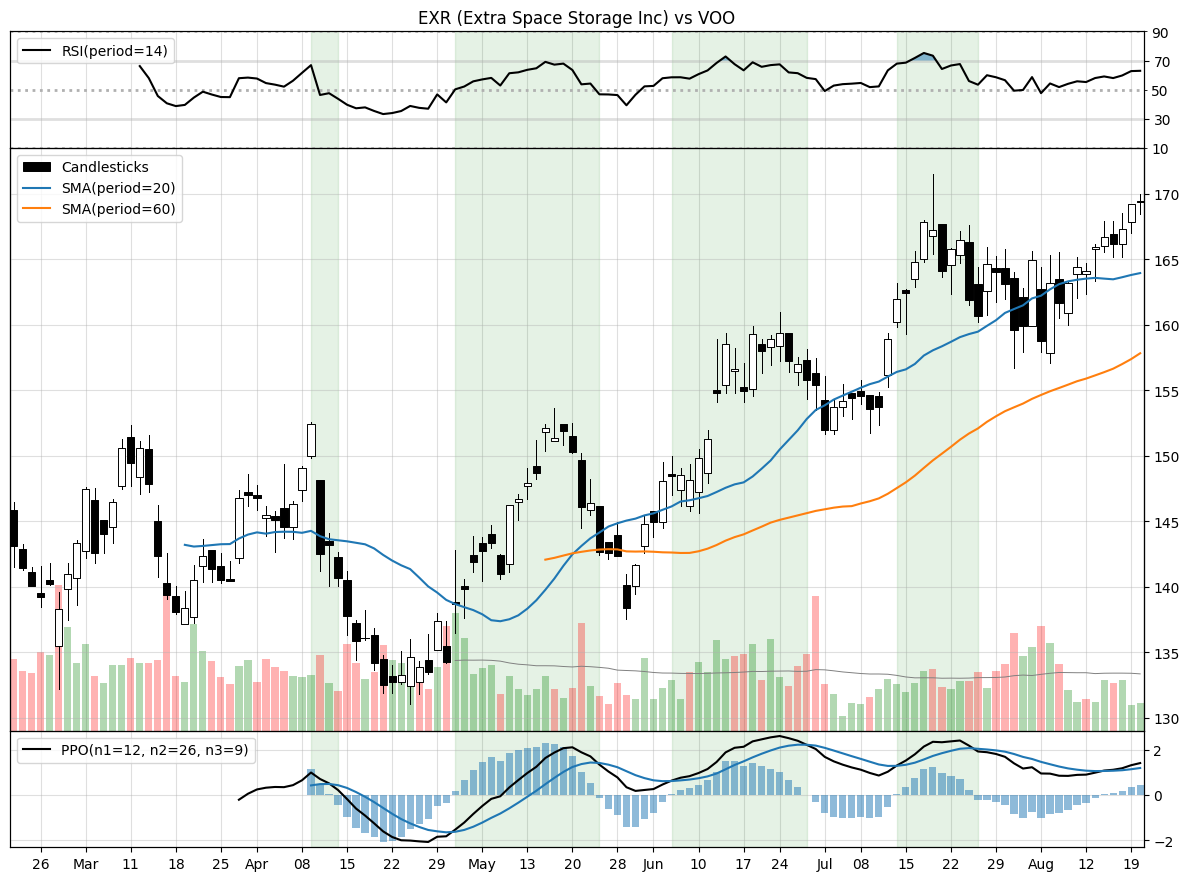 EXR (Extra Space Storage Inc) vs VOO
RSI(period=14)
90
70
50
30
10
Candlesticks
SMA(period=20)
SMA(period=60)
170
165
160
155
150
145
140
135
130
PPO(n1=12, n2=26, n3=9)
2
0
−2
26 Mar 11 18 25 Apr 08 15 22 29 May 13 20 28 Jun 10 17 24 Jul 08 15 22 29 Aug 12 19